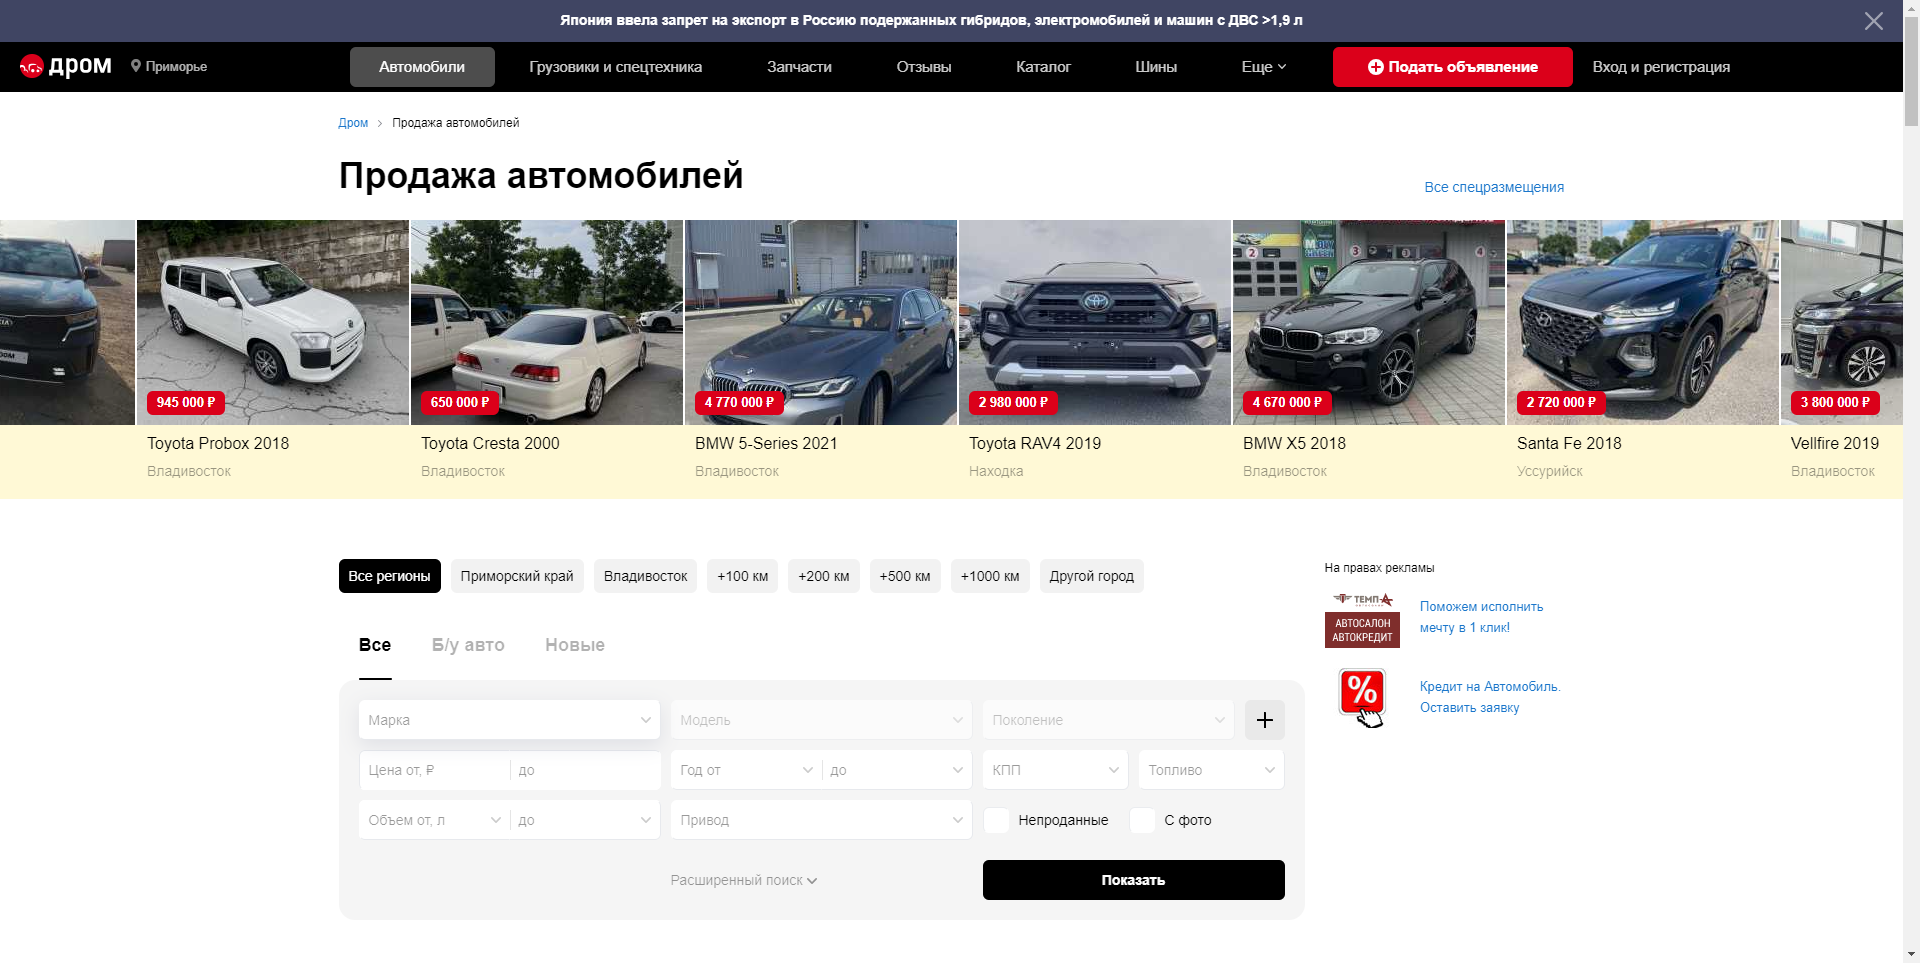 Япония ввела запрет на экспорт в Россию подержанных гибридов, электромобилей и машин с ДВС >1,9 л
дром
Приморье
Автомобили
Грузовики и спецтехника
Запчасти
Отзывы
Каталог
Шины
Еще
Подать объявление
Вход и регистрация
Дром > Продажа автомобилей
Продажа автомобилей
Все спецразмещения
945 000 ₽
650 000 ₽
4 770 000 ₽
2 980 000 ₽
4 670 000 ₽
2 720 000 ₽
3 800 000 ₽
Toyota Probox 2018
Toyota Cresta 2000
BMW 5-Series 2021
Toyota RAV4 2019
BMW X5 2018
Santa Fe 2018
Vellfire 2019
Владивосток
Владивосток
Владивосток
Находка
Владивосток
Уссурийск
Владивосток
Все регионы
Приморский край
Владивосток
+100 км
+200 км
+500 км
+1000 км
Другой город
На правах рекламы
ТЕМП-А
АВТОСАЛОН
АВТОКРЕДИТ
Поможем исполнить
мечту в 1 клик!
%
Кредит на Автомобиль.
Оставить заявку
Все
Б/у авто
Новые
Марка
Модель
Поколение
Цена от, ₽
до
Год от
до
КПП
Топливо
Объем от, л
до
Привод
Непроданные
С фото
Расширенный поиск
Показать